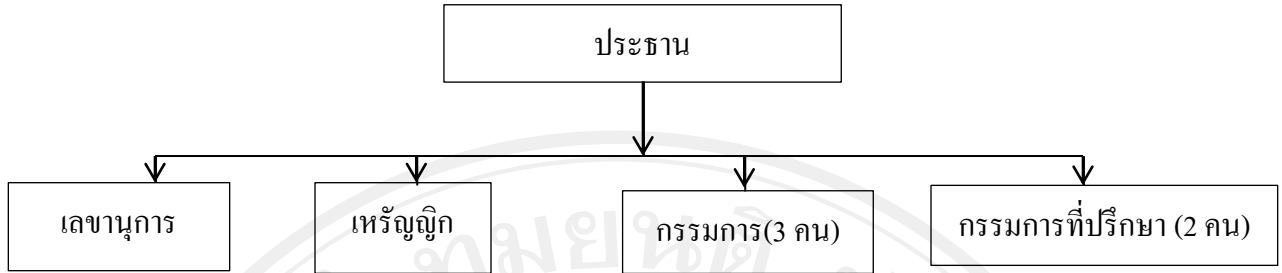 ประธาน
เลขานุการ
เหรัญญิก
กรรมการ(3 คน)
กรรมการที่ปรึกษา (2 คน)